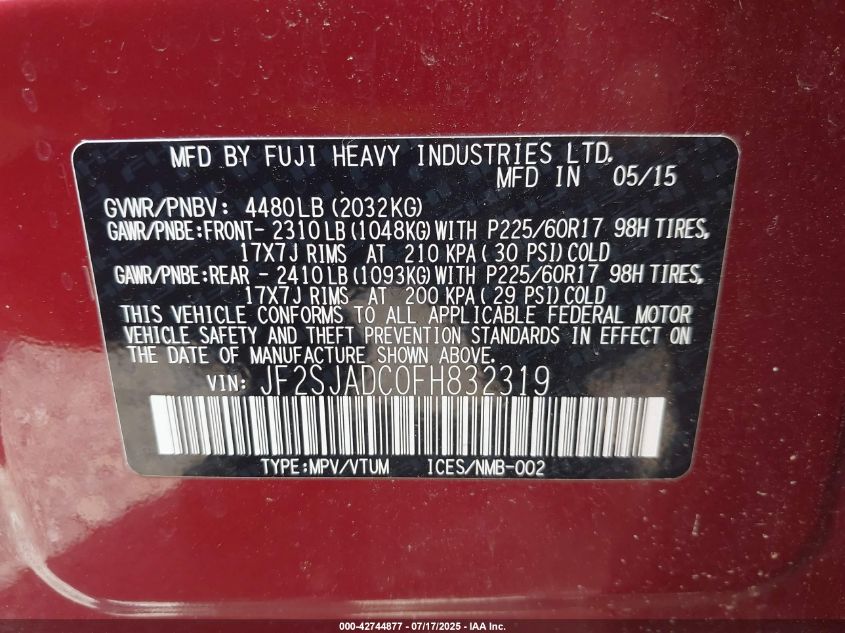 MFD BY FUJI HEAVY INDUSTRIES LTD.
MFD IN 05/15
GVWR/PNBV: 4480LB(2032KG)
GAWR/PNBE:FRONT- 2310LB(1048KG)WITH P225/60R17 98H TIRES,
17X7J RIMS AT 210 KPA( 30 PSI)COLD
GAWR/PNBE:REAR - 2410LB(1093KG)WITH P225/60R17 98H TIRES,
17X7J RIMS AT 200 KPA( 29 PSI)COLD
THIS VEHICLE CONFORMS TO ALL APPLICABLE FEDERAL MOTOR
VEHICLE SAFETY AND THEFT PREVENTION STANDARDS IN EFFECT ON
THE DATE OF MANUFACTURE SHOWN ABOVE.
VIN: JF2SJADC0FH832319
TYPE:MPV/VTUM ICES/NMB-002
000-42744877 - 07/17/2025 - IAA Inc.